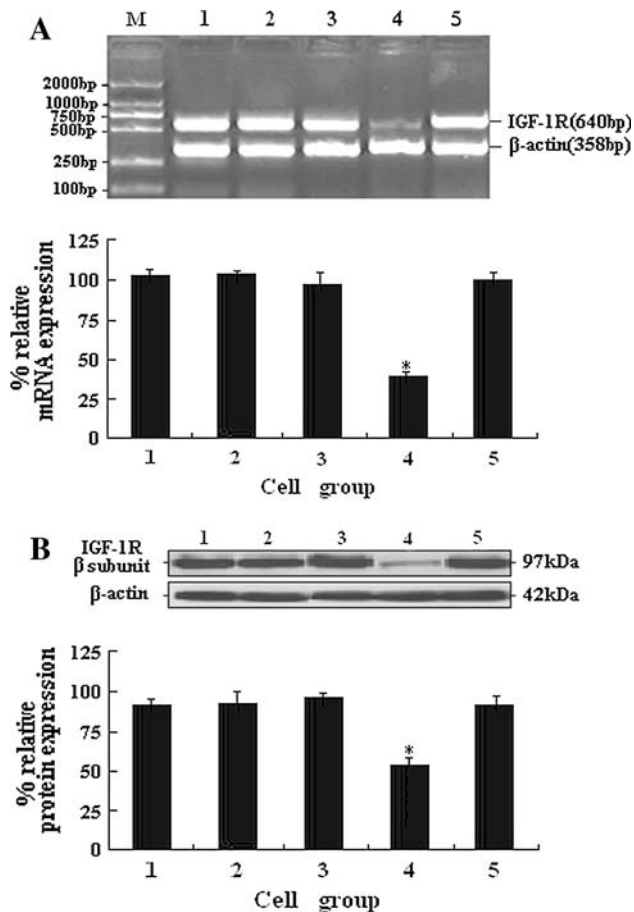 A
M 1 2 3 4 5
2000bp
1000bp
750bp
500bp
250bp
100bp
IGF-1R(640bp)
β-actin(358bp)
% relative
mRNA expression
125
100
75
50
25
0
*
1 2 3 4 5
Cell group
B
1 2 3 4 5
IGF-1R
β subunit
97kDa
β-actin
42kDa
% relative
protein expression
125
100
75
50
25
0
*
1 2 3 4 5
Cell group